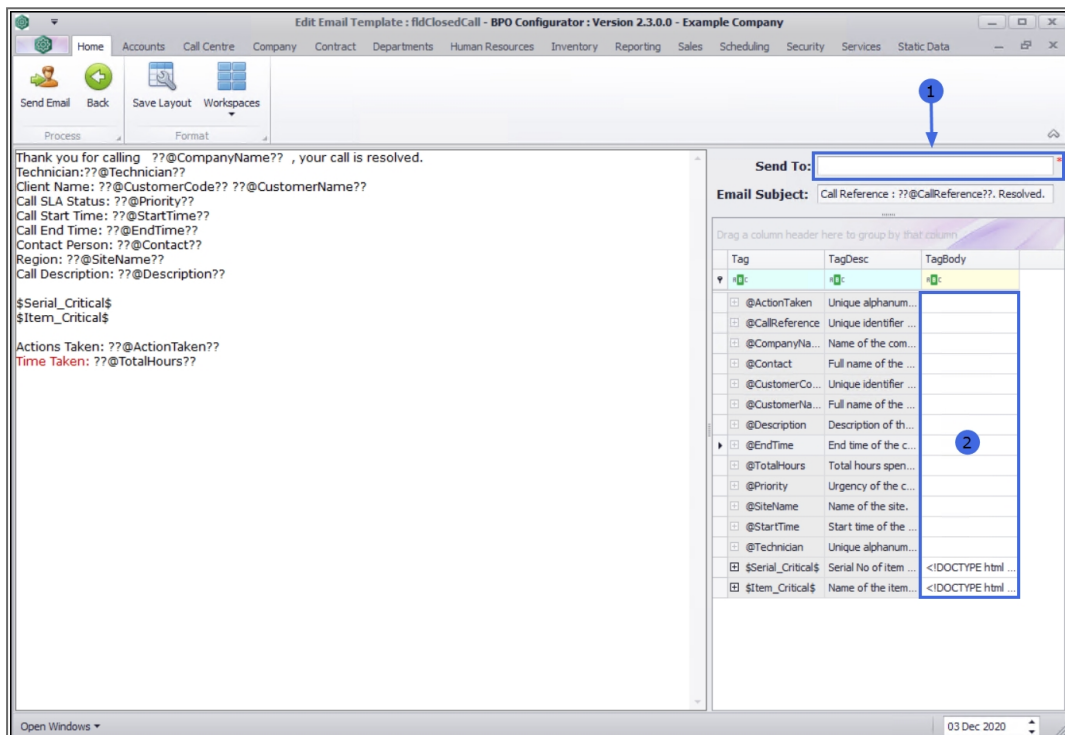 Edit Email Template : fldClosedCall - BPO Configurator : Version 2.3.0.0 - Example Company
Home Accounts Call Centre Company Contract Departments Human Resources Inventory Reporting Sales Scheduling Security Services Static Data
Send Email Back Save Layout Workspaces
Process Format
1
Thank you for calling ??@CompanyName?? , your call is resolved.
Technician:??@Technician??
Client Name: ??@CustomerCode?? ??@CustomerName??
Call SLA Status: ??@Priority??
Call Start Time: ??@StartTime??
Call End Time: ??@EndTime??
Contact Person: ??@Contact??
Region: ??@SiteName??
Call Description: ??@Description??
$Serial_Critical$
$Item_Critical$
Actions Taken: ??@ActionTaken??
Time Taken: ??@TotalHours??
Send To:
Email Subject: Call Reference : ??@CallReference??. Resolved.
Drag a column header here to group by that column
Tag TagDesc TagBody
@ActionTaken Unique alphanum...
@CallReference Unique identifier ...
@CompanyNa... Name of the com...
@Contact Full name of the ...
@CustomerCo... Unique identifier ...
@CustomerNa... Full name of the ...
@Description Description of th...
@EndTime End time of the c...
2
@TotalHours Total hours spen...
@Priority Urgency of the c...
@SiteName Name of the site.
@StartTime Start time of the ...
@Technician Unique alphanum...
$Serial_Critical$ Serial No of item ... <!DOCTYPE html ...
$Item_Critical$ Name of the item... <!DOCTYPE html ...
Open Windows 03 Dec 2020